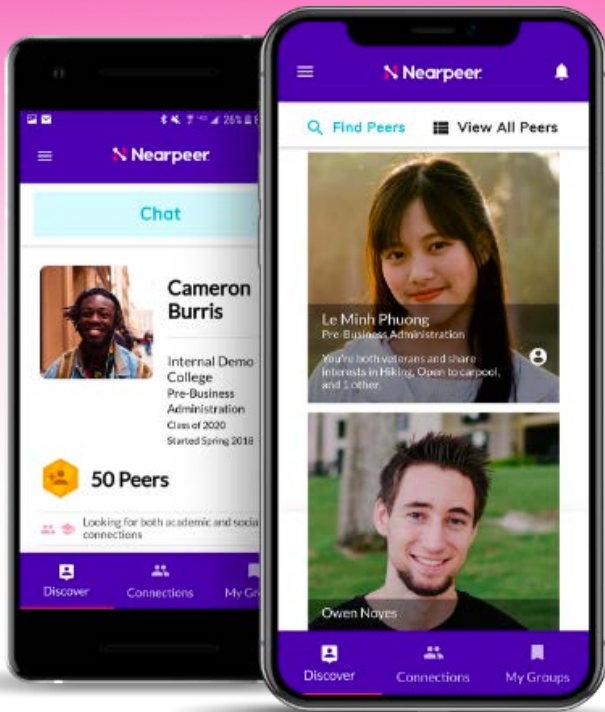 Nearpeer
Chat
Cameron
Burris
Internal Demo
College
Pre-Business
Administration
Class of 2020
Started Spring 2018
50 Peers
Looking for both academic and socia
connections
Discover
Connections
My Gr
Nearpeer
Find Peers
View All Peers
Le Minh Phuong
Pre-Business Administration
You're both veterans and share
interests in Hiking, Open to carpool,
and 1 other.
Owen Noyes
Discover
Connections
My Groups